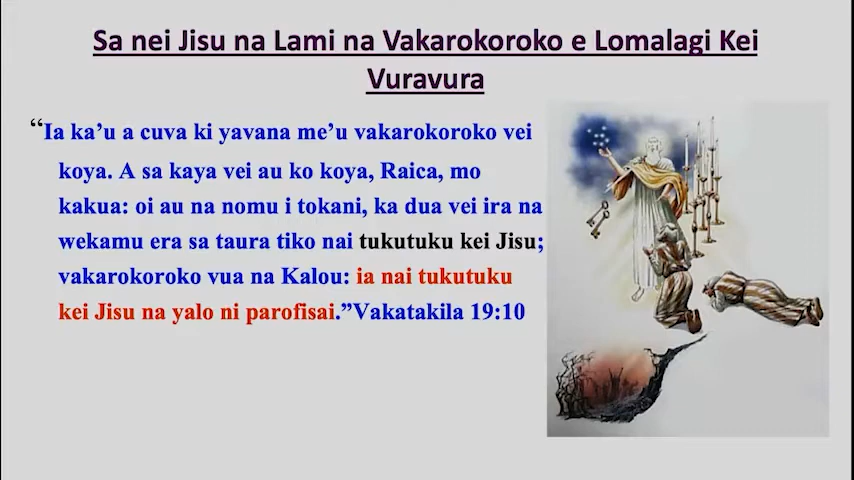 Sa nei Jisu na Lami na Vakarokoroko e Lomalagi Kei
Vuravura
“Ia ka’u a cuva ki yavana me’u vakarokoroko vei
koya. A sa kaya vei au ko koya, Raica, mo
kakua: oi au na nomu i tokani, ka dua vei ira na
wekamu era sa taura tiko nai tukutuku kei Jisu;
vakarokoroko vua na Kalou: ia nai tukutuku
kei Jisu na yalo ni parofisai.”Vakatakila 19:10